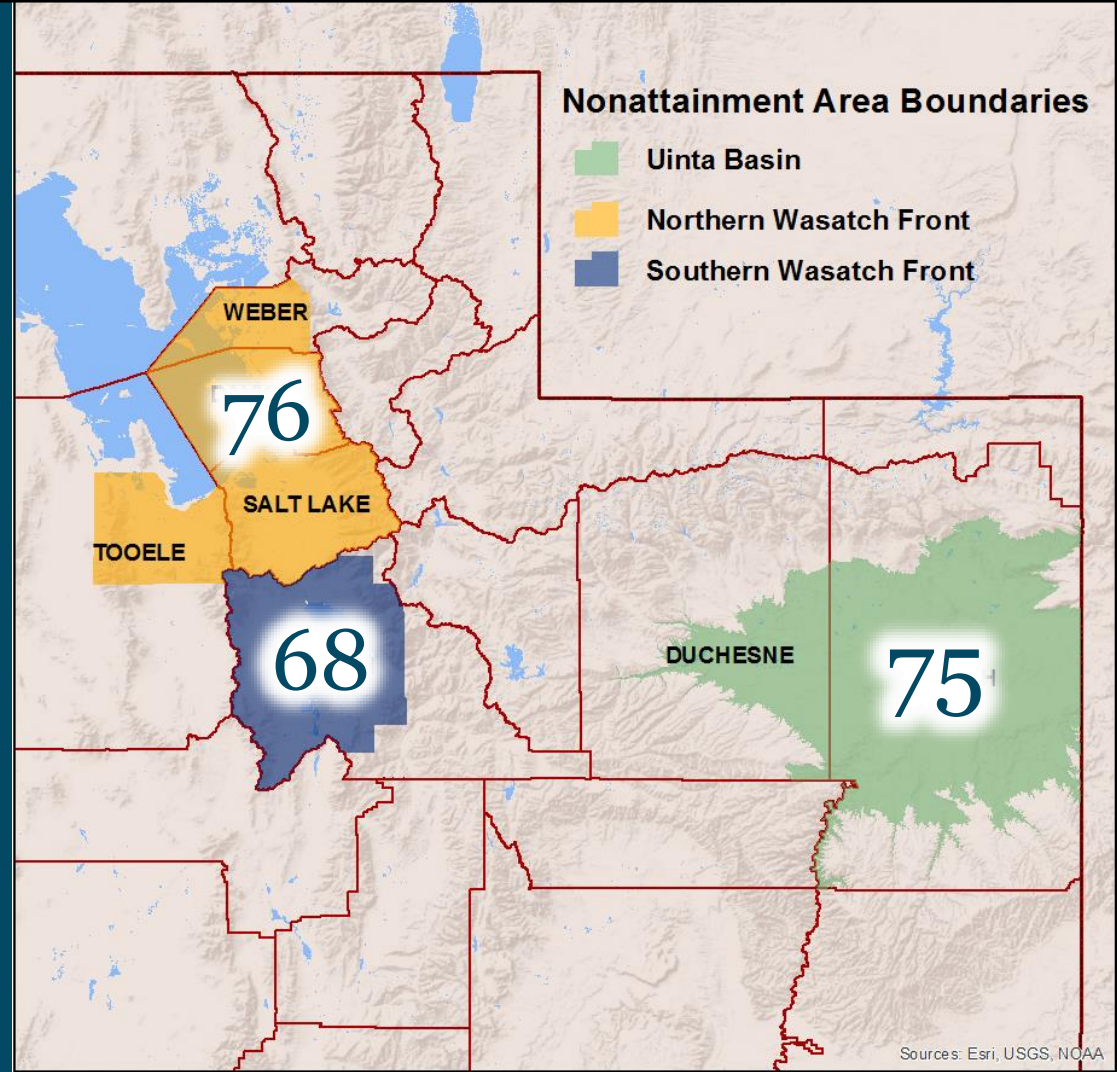 Nonattainment Area Boundaries
Uinta Basin
Northern Wasatch Front
Southern Wasatch Front
WEBER
76
SALT LAKE
TOOELE
68
DUCHESNE
75
Sources: Esri, USGS, NOAA